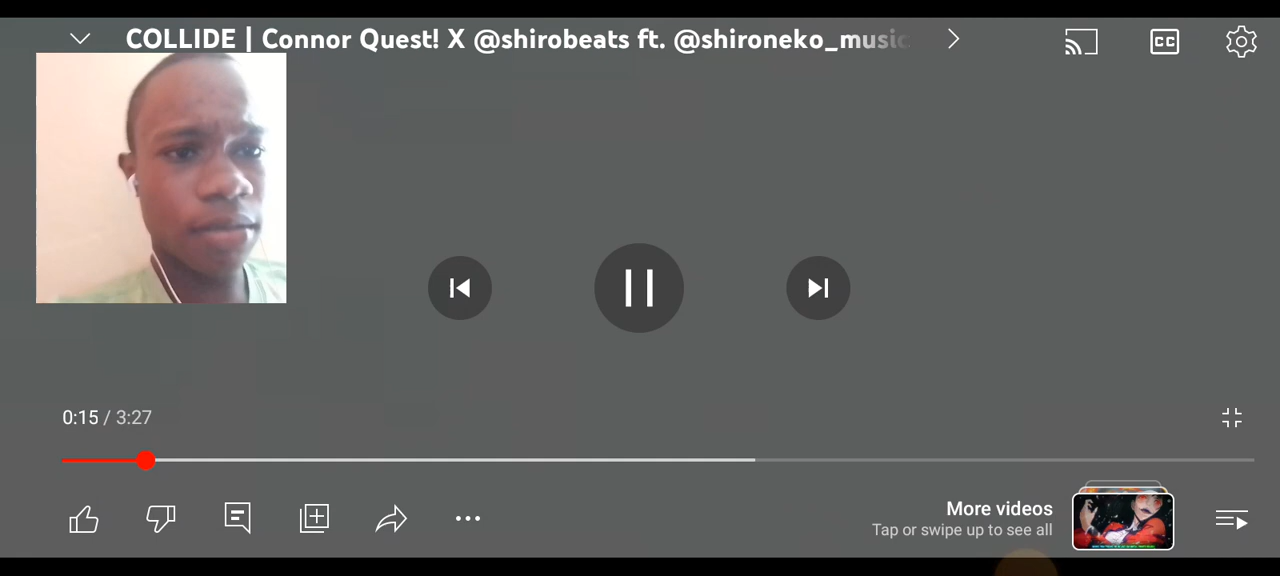 COLLIDE | Connor Quest! X @shirobeats ft. @shironeko_music
CC
0:15 / 3:27
More videos
Tap or swipe up to see all